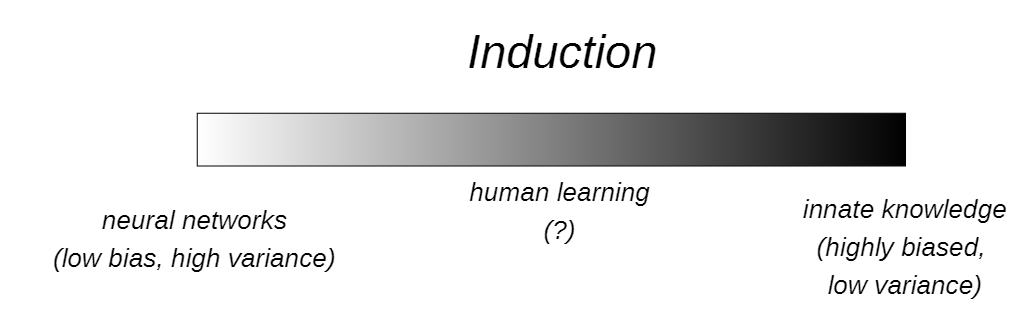 Induction
neural networks
(low bias, high variance)
human learning
(?)
innate knowledge
(highly biased,
low variance)